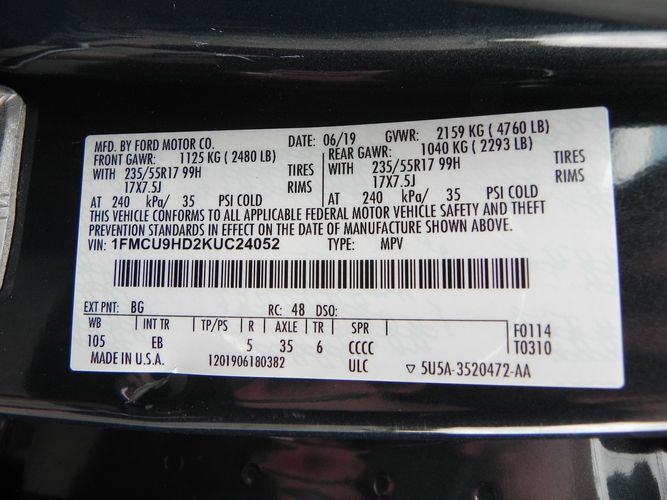 MFD. BY FORD MOTOR CO. DATE: 06/19 GVWR: 2159 KG ( 4760 LB)
FRONT GAWR: 1125 KG ( 2480 LB) REAR GAWR: 1040 KG ( 2293 LB)
WITH 235/55R17 99H TIRES WITH 235/55R17 99H TIRES
17X7.5J RIMS 17X7.5J RIMS
AT 240 kPa/ 35 PSI COLD AT 240 kPa/ 35 PSI COLD
THIS VEHICLE CONFORMS TO ALL APPLICABLE FEDERAL MOTOR VEHICLE SAFETY AND THEFT
PREVENTION STANDARDS IN EFFECT ON THE DATE OF MANUFACTURE SHOWN ABOVE.
VIN: 1FMCU9HD2KUC24052 TYPE: MPV
EXT PNT: BG RC: 48 DSO:
WB INT TR TP/PS R AXLE TR SPR F0114
105 EB 5 35 6 CCCC T0310
MADE IN U.S.A. 1201906180382 ULC ▽ 5U5A-3520472-AA